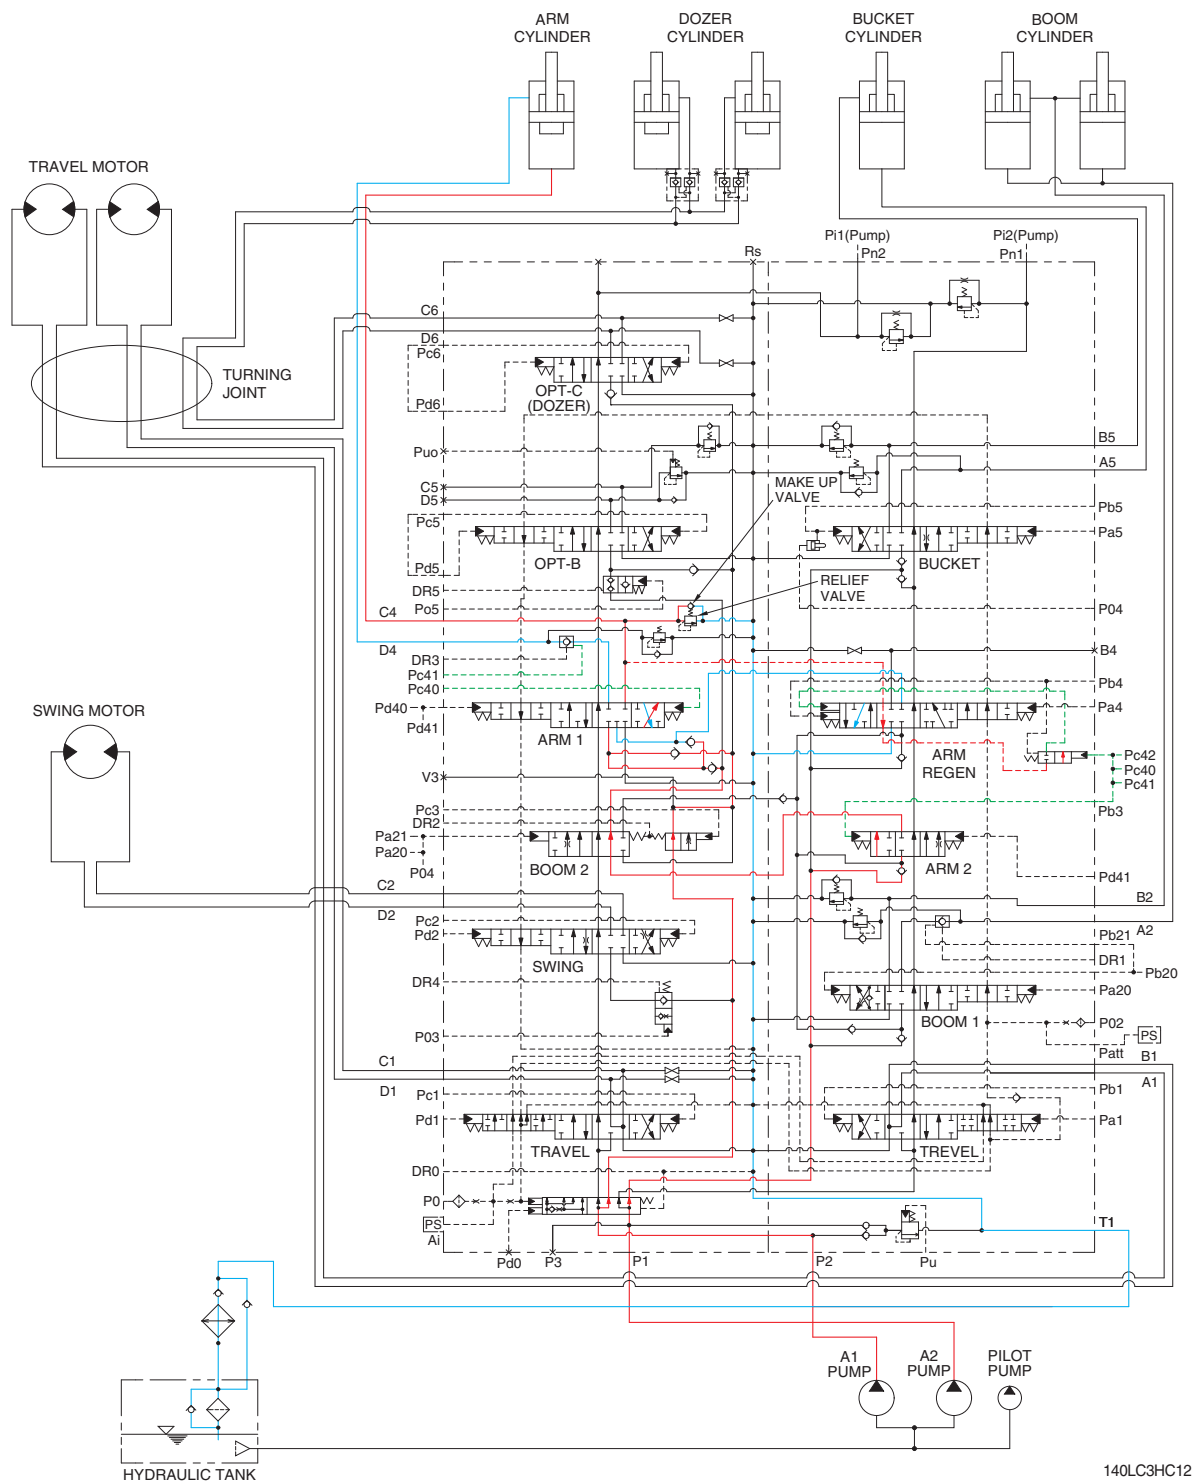 ARM
CYLINDER
DOZER
CYLINDER
BUCKET
CYLINDER
BOOM
CYLINDER
TRAVEL MOTOR
TURNING
JOINT
Rs
Pi1(Pump)
Pn2
Pi2(Pump)
Pn1
C6
D6
Pc6
Pd6
OPT-C
(DOZER)
Puo
C5
D5
Pc5
Pd5
OPT-B
DR5
Po5
C4
MAKE UP
VALVE
RELIEF
VALVE
B5
A5
Pb5
Pa5
BUCKET
P04
D4
DR3
Pc41
Pc40
Pd40
Pd41
ARM 1
B4
Pb4
Pa4
ARM
REGEN
Pc42
Pc40
Pc41
Pb3
SWING MOTOR
V3
Pc3
DR2
Pa21
Pa20
P04
BOOM 2
ARM 2
Pd41
C2
D2
Pc2
Pd2
SWING
B2
A2
Pb21
DR1
Pb20
Pa20
BOOM 1
DR4
P03
P02
PS
Patt
C1
D1
Pc1
Pd1
TRAVEL
B1
A1
Pb1
Pa1
TREVEL
DR0
P0
PS
Ai
Pd0
P3
P1
P2
Pu
T1
A1
PUMP
A2
PUMP
PILOT
PUMP
HYDRAULIC TANK
140LC3HC12